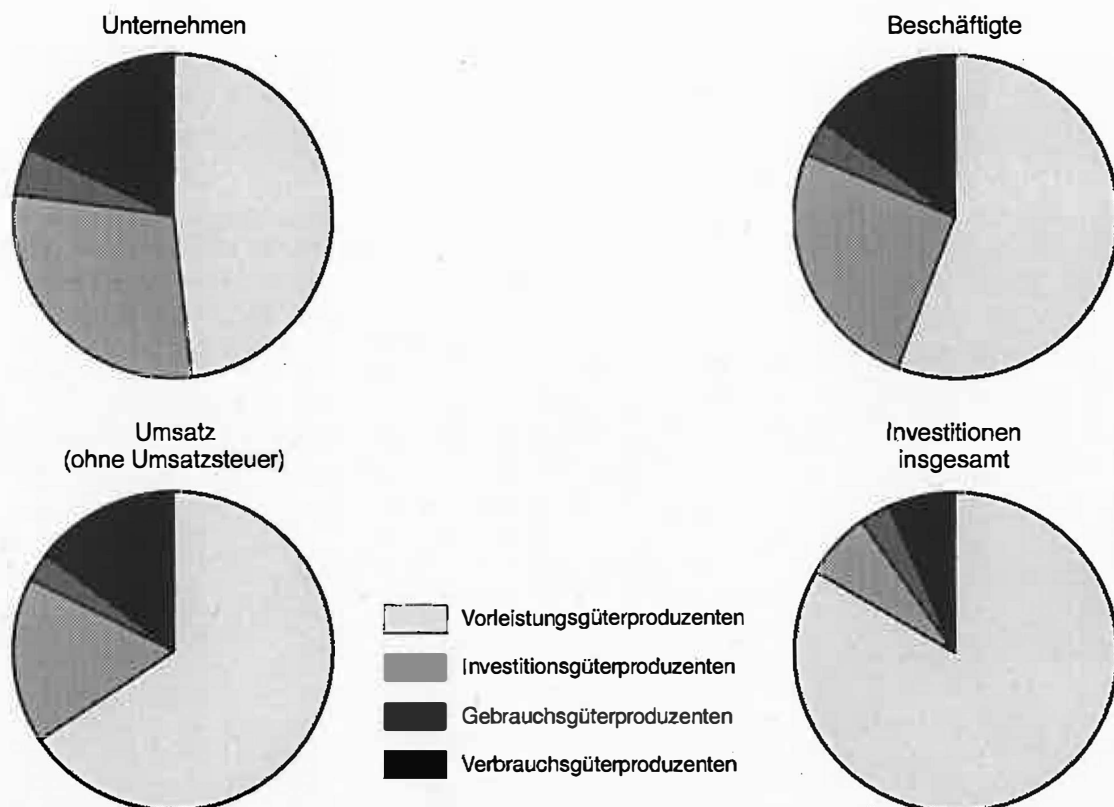 Unternehmen
Beschäftigte
Umsatz
(ohne Umsatzsteuer)
Investitionen
insgesamt
Vorleistungsgüterproduzenten
Investitionsgüterproduzenten
Gebrauchsgüterproduzenten
Verbrauchsgüterproduzenten